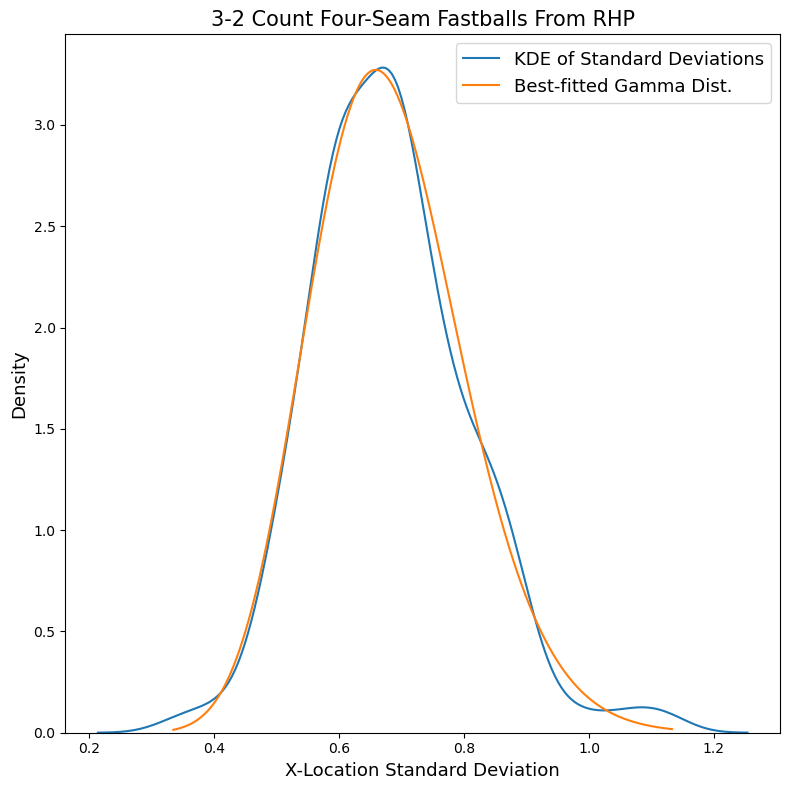 3-2 Count Four-Seam Fastballs From RHP
KDE of Standard Deviations
Best-fitted Gamma Dist.
Density
3.0
2.5
2.0
1.5
1.0
0.5
0.0
0.2 0.4 0.6 0.8 1.0 1.2
X-Location Standard Deviation